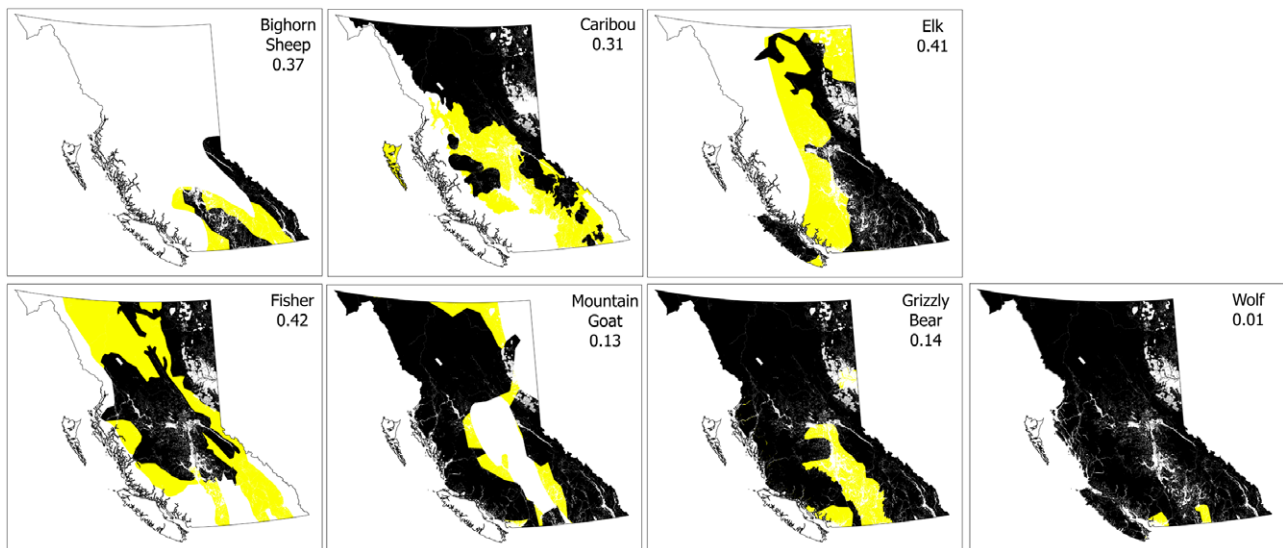 Bighorn
Sheep
0.37
Caribou
0.31
Elk
0.41
Fisher
0.42
Mountain
Goat
0.13
Grizzly
Bear
0.14
Wolf
0.01